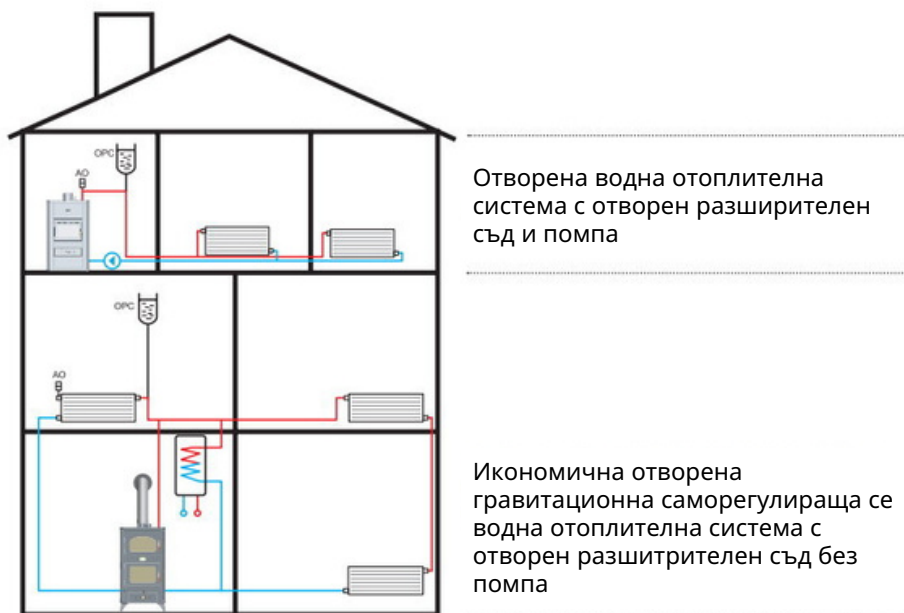 ОРС
АО
Отворена водна отоплителна
система с отворен разширителен
съд и помпа
ОРС
АО
Икономична отворена
гравитационна саморегулираща се
водна отоплителна система с
отворен разшитрителен съд без
помпа